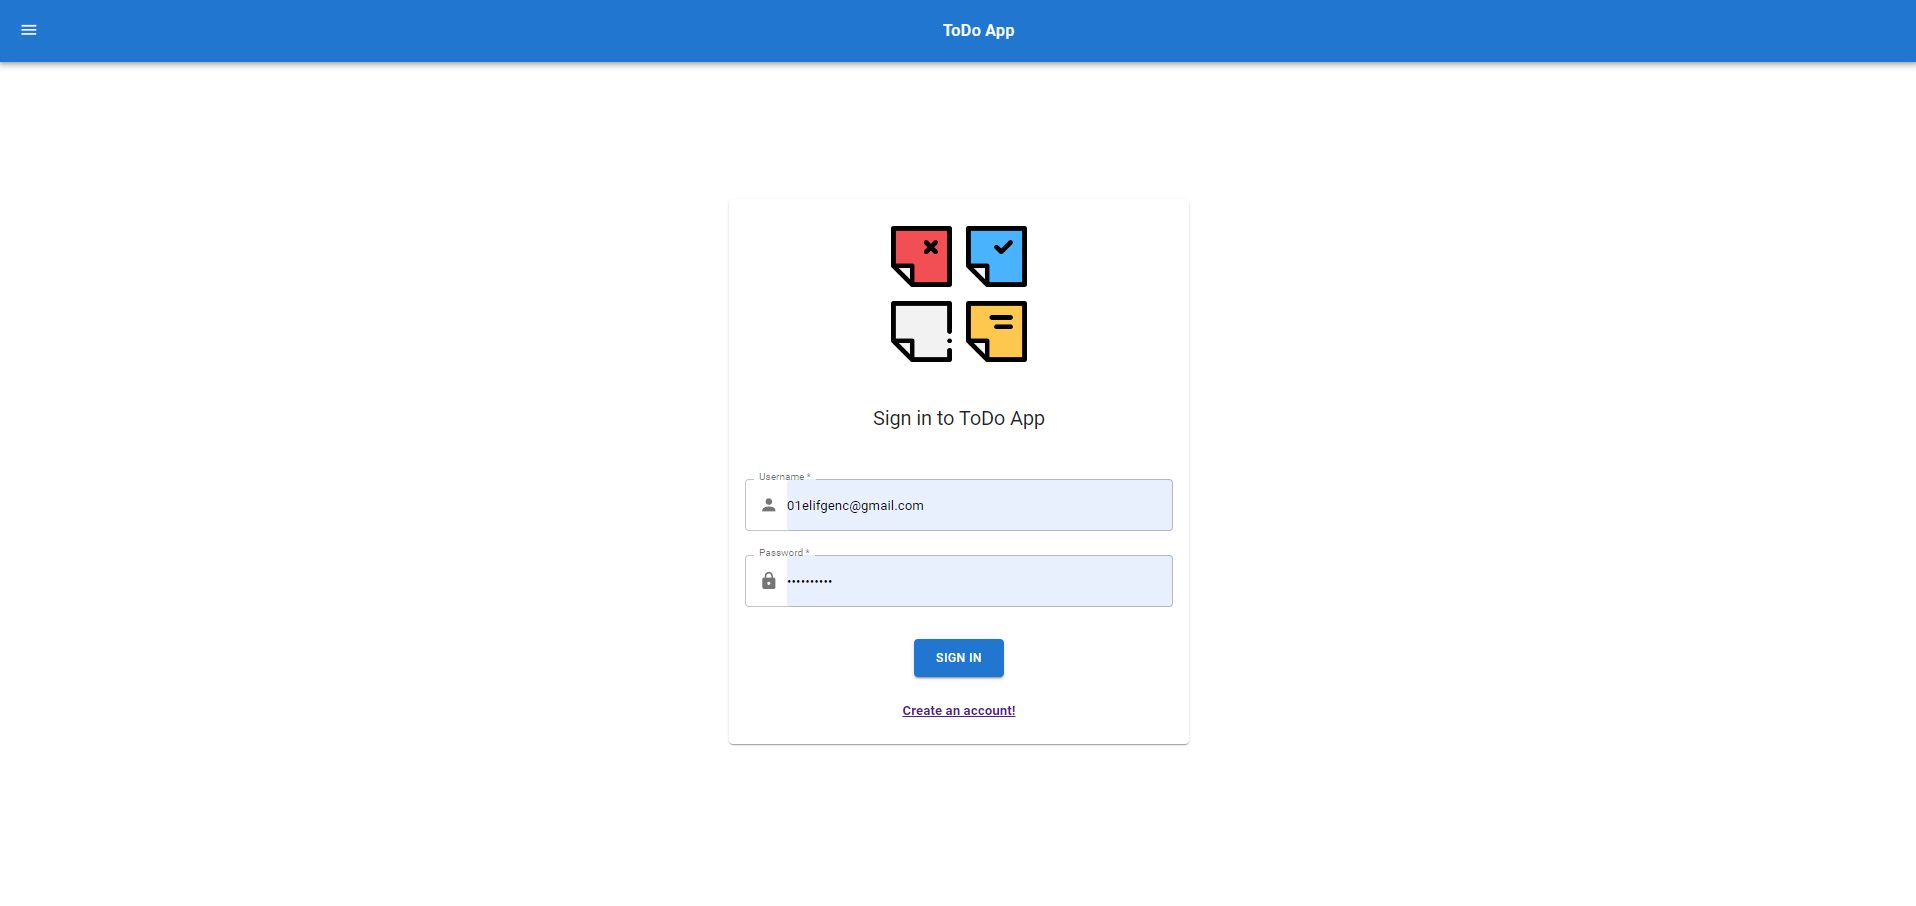 ToDo App
Sign in to ToDo App
Username *
01elifgenc@gmail.com
Password *
••••••••••
SIGN IN
Create an account!